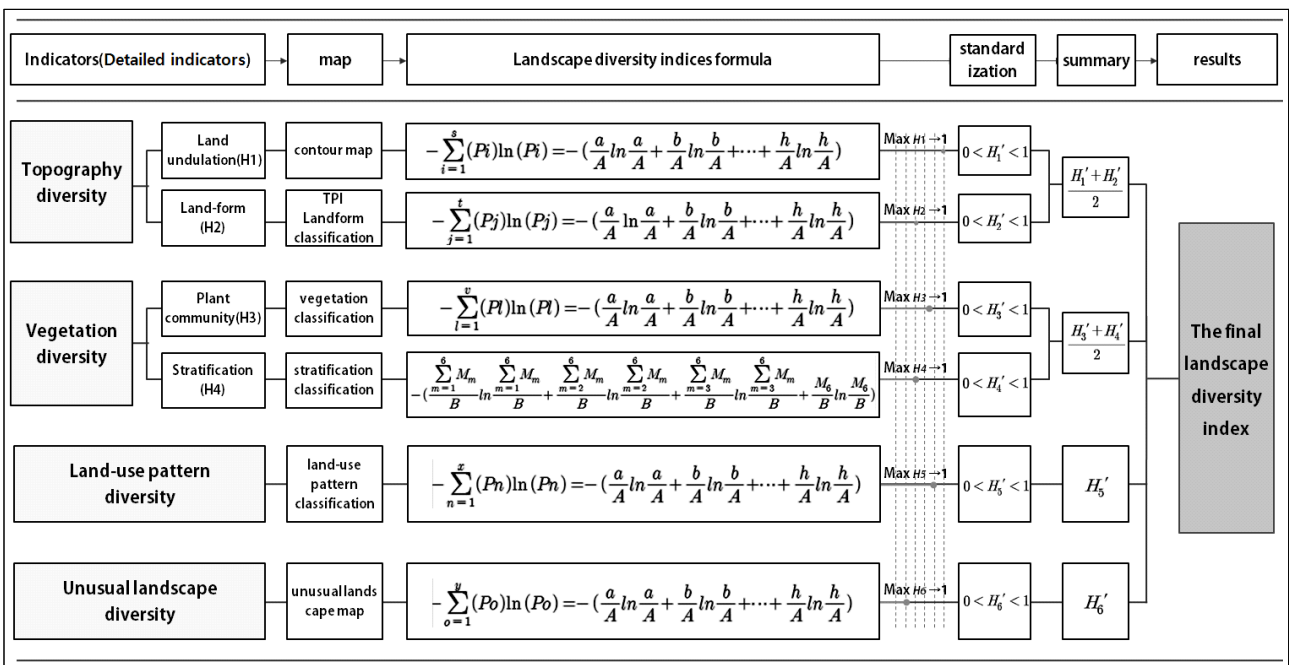 Indicators(Detailed indicators)
map
Landscape diversity indices formula
standard
ization
summary
results
Topography
diversity
Land
undulation(H1)
contour map
−∑_{i=1}^{s}(Pi)ln(Pi)=−(a/A ln a/A + b/A ln b/A +⋯+ h/A ln h/A)
Max H1→1
0<H₁′<1
Land-form
(H2)
TPI
Landform
classification
−∑_{j=1}^{t}(Pj)ln(Pj)=−(a/A ln a/A + b/A ln b/A +⋯+ h/A ln h/A)
Max H2→1
0<H₂′<1
(H₁′+H₂′)/2
Vegetation
diversity
Plant
community(H3)
vegetation
classification
−∑_{l=1}^{v}(Pl)ln(Pl)=−(a/A ln a/A + b/A ln b/A +⋯+ h/A ln h/A)
Max H3→1
0<H₃′<1
Stratification
(H4)
stratification
classification
−(∑_{m=1}^{6}M_m/B ln ∑_{m=1}^{6}M_m/B + ∑_{m=2}^{6}M_m/B ln ∑_{m=2}^{6}M_m/B + ∑_{m=3}^{6}M_m/B ln ∑_{m=3}^{6}M_m/B + M_6/B ln M_6/B)
Max H4→1
0<H₄′<1
(H₃′+H₄′)/2
Land-use pattern
diversity
land-use
pattern
classification
−∑_{n=1}^{x}(Pn)ln(Pn)=−(a/A ln a/A + b/A ln b/A +⋯+ h/A ln h/A)
Max H5→1
0<H₅′<1
H₅′
Unusual landscape
diversity
unusual lands
cape map
−∑_{o=1}^{y}(Po)ln(Po)=−(a/A ln a/A + b/A ln b/A +⋯+ h/A ln h/A)
Max H6→1
0<H₆′<1
H₆′
The final
landscape
diversity
index